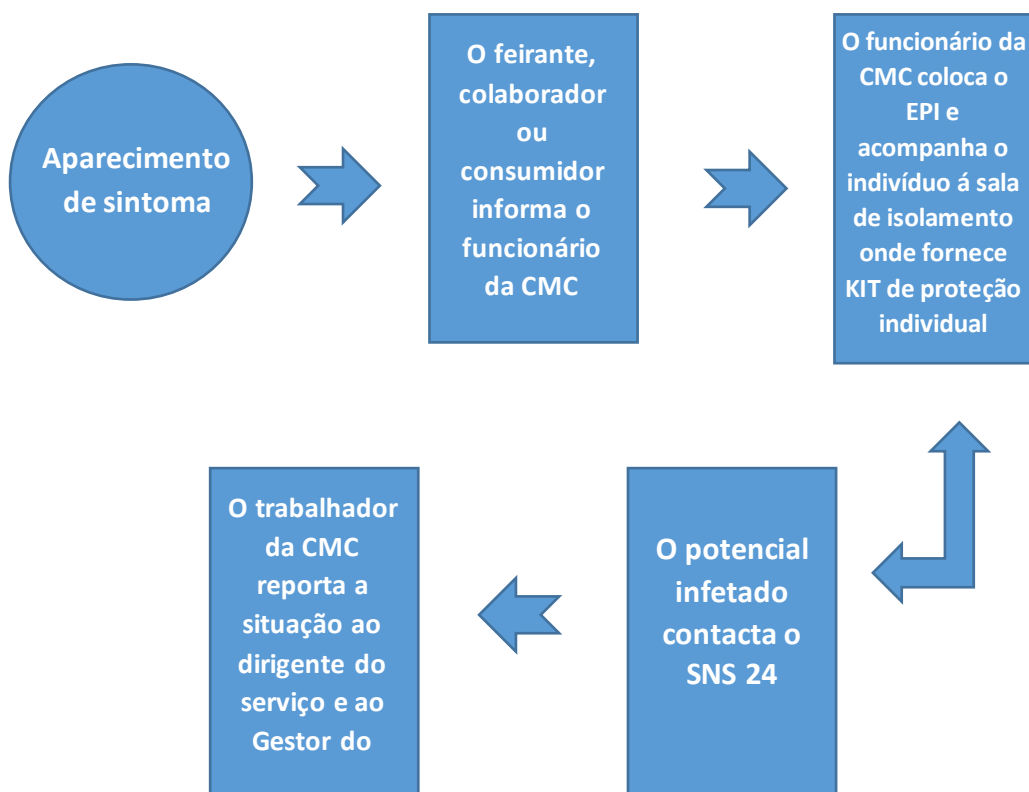 Aparecimento
de sintoma
O feirante,
colaborador
ou
consumidor
informa o
funcionário
da CMC
O funcionário da
CMC coloca o
EPI e
acompanha o
indivíduo á sala
de isolamento
onde fornece
KIT de proteção
individual
O potencial
infetado
contacta o
SNS 24
O trabalhador
da CMC
reporta a
situação ao
dirigente do
serviço e ao
Gestor do